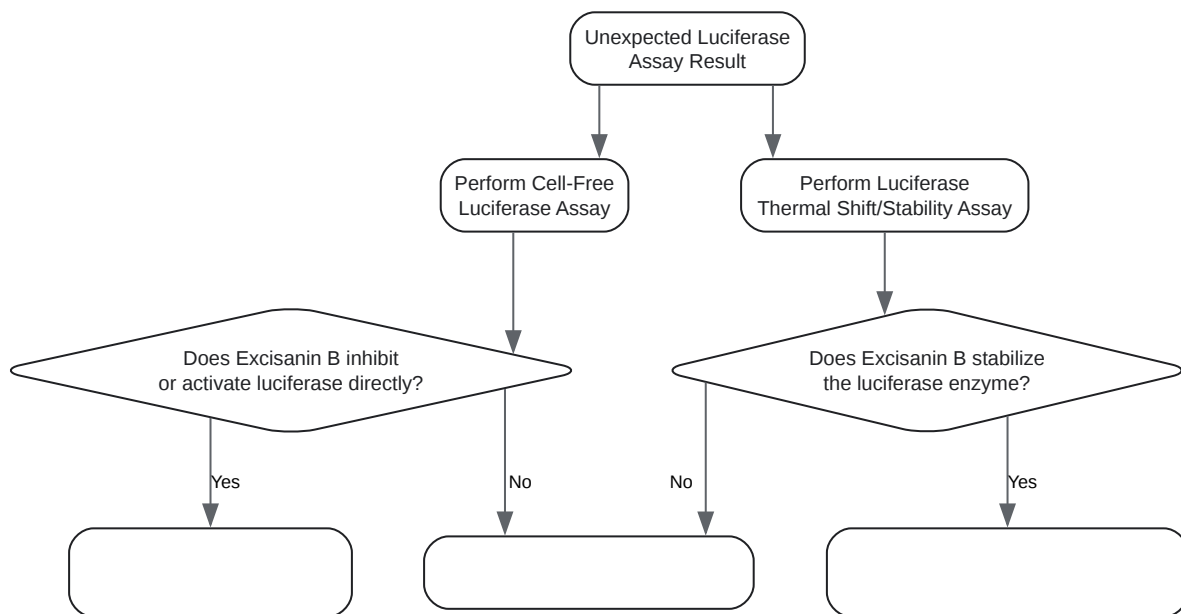 Unexpected Luciferase
Assay Result
Perform Cell-Free
Luciferase Assay
Perform Luciferase
Thermal Shift/Stability Assay
Does Excisanin B inhibit
or activate luciferase directly?
Does Excisanin B stabilize
the luciferase enzyme?
Yes
No
No
Yes